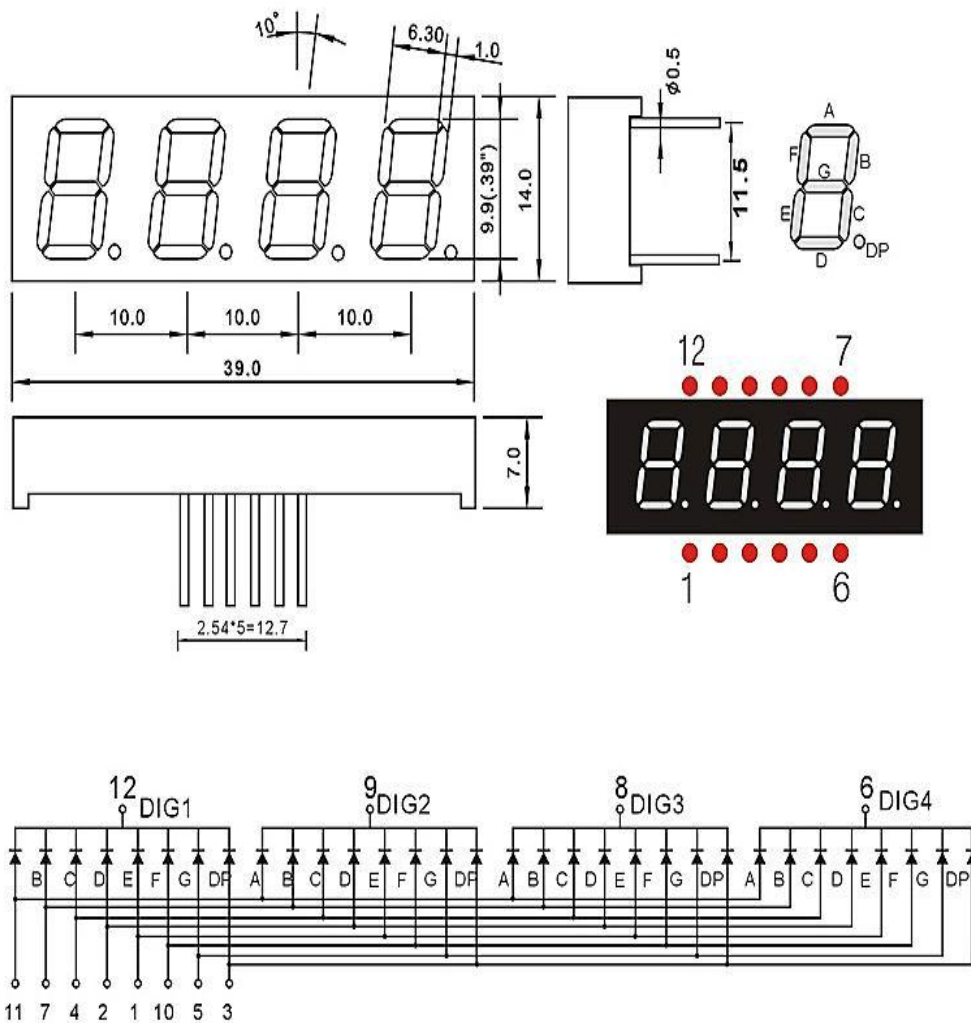 10°
6.30
1.0
9.9(.39")
14.0
10.0 10.0 10.0
39.0
Ø0.5
11.5
A
F B
G
E C
D DP
12 7
1 6
7.0
2.54*5=12.7
12 DIG1 9 DIG2 8 DIG3 6 DIG4
B C D E F G DP A B C D E F G DP A B C D E F G DP A B C D E F G DP
11 7 4 2 1 10 5 3